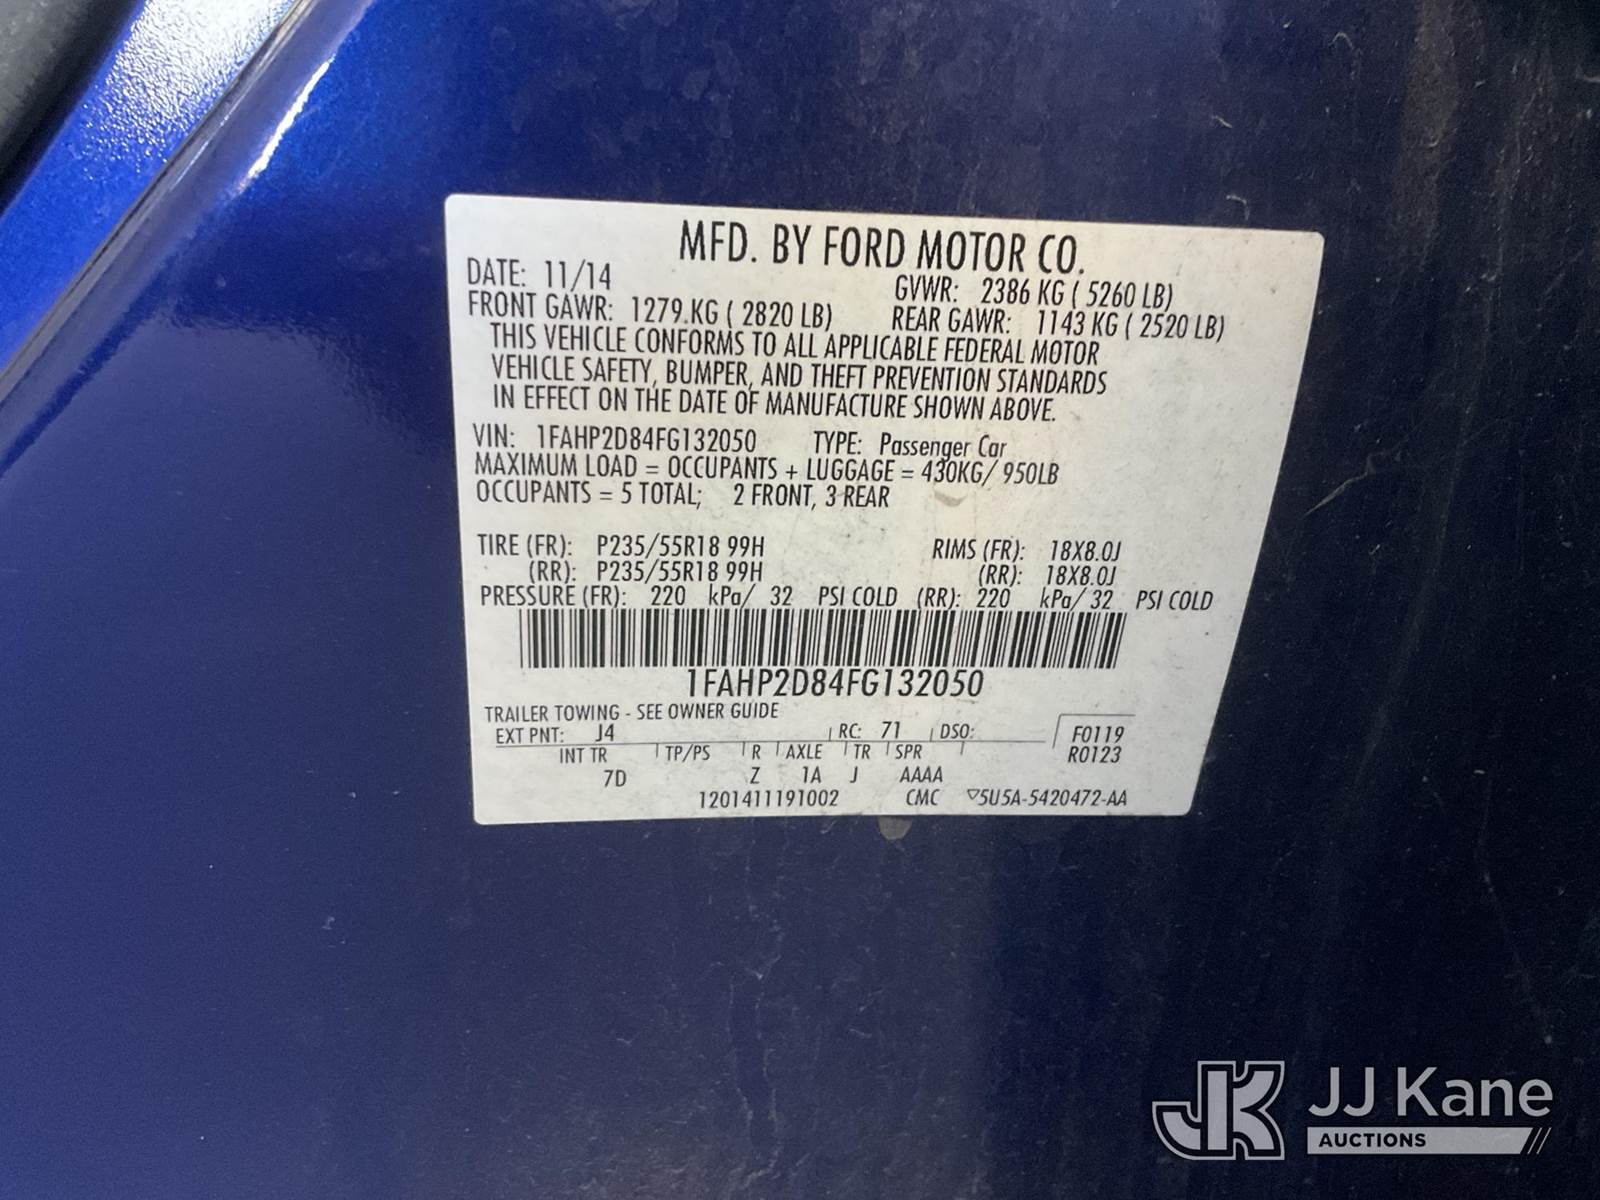 MFD. BY FORD MOTOR CO.
DATE: 11/14 GVWR: 2386 KG ( 5260 LB)
FRONT GAWR: 1279.KG ( 2820 LB) REAR GAWR: 1143 KG ( 2520 LB)
THIS VEHICLE CONFORMS TO ALL APPLICABLE FEDERAL MOTOR
VEHICLE SAFETY, BUMPER, AND THEFT PREVENTION STANDARDS
IN EFFECT ON THE DATE OF MANUFACTURE SHOWN ABOVE.
VIN: 1FAHP2D84FG132050 TYPE: Passenger Car
MAXIMUM LOAD = OCCUPANTS + LUGGAGE = 430KG/ 950LB
OCCUPANTS = 5 TOTAL; 2 FRONT, 3 REAR
TIRE (FR): P235/55R18 99H RIMS (FR): 18X8.0J
(RR): P235/55R18 99H (RR): 18X8.0J
PRESSURE (FR): 220 kPa/ 32 PSI COLD (RR): 220 kPa/ 32 PSI COLD
1FAHP2D84FG132050
TRAILER TOWING - SEE OWNER GUIDE
EXT PNT: J4 RC: 71 DSO: F0119
INT TR TP/PS R AXLE TR SPR R0123
7D Z 1A J AAAA
1201411191002 CMC ▽5U5A-5420472-AA
JK JJ Kane
AUCTIONS